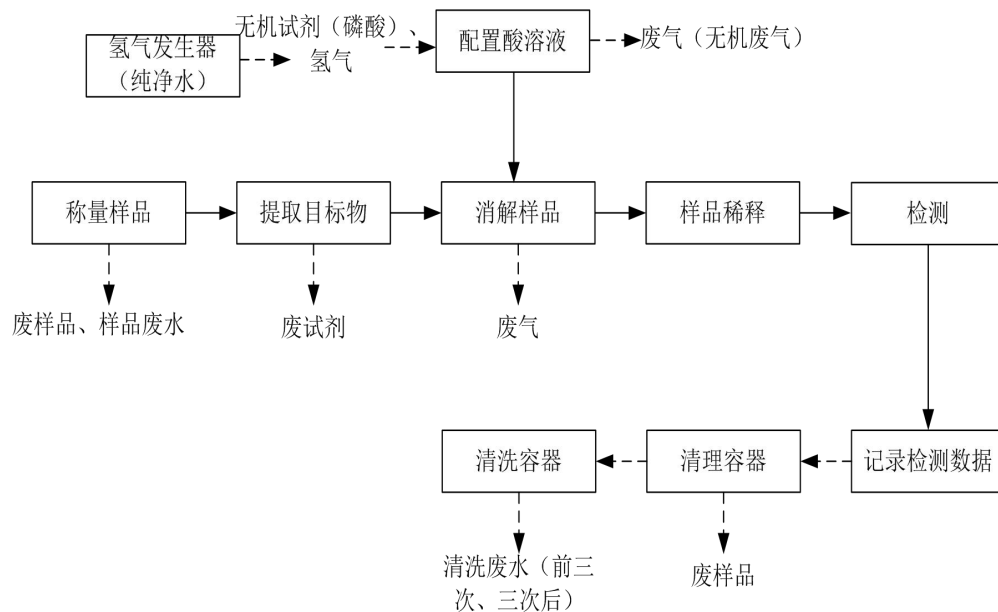 氢气发生器
（纯净水）
无机试剂（磷酸）、
氢气
配置酸溶液
废气（无机废气）
称量样品
提取目标物
消解样品
样品稀释
检测
废样品、样品废水
废试剂
废气
清洗容器
清理容器
记录检测数据
清洗废水（前三
次、三次后）
废样品